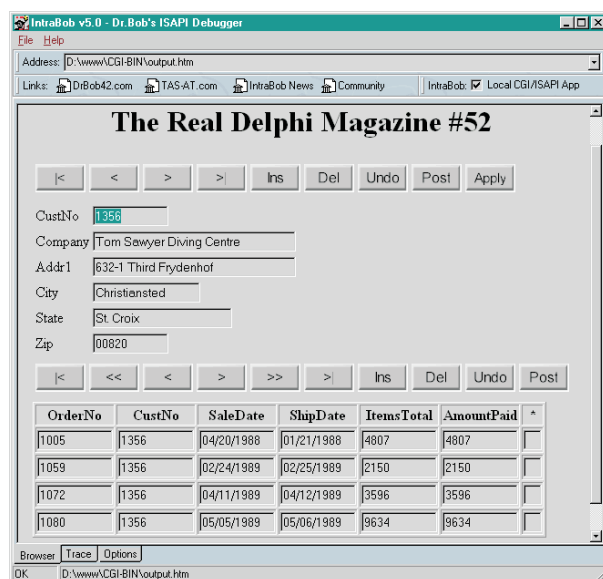 IntraBob v5.0 - Dr.Bob's ISAPI Debugger
File Help
Address: D:\www\CGI-BIN\output.htm
Links: DrBob42.com TAS-AT.com IntraBob News Community IntraBob: Local CGI/ISAPI App
The Real Delphi Magazine #52
|< < > >| Ins Del Undo Post Apply
CustNo 1356
Company Tom Sawyer Diving Centre
Addr1 632-1 Third Frydenhof
City Christiansted
State St. Croix
Zip 00820
|< << < > >> >| Ins Del Undo Post
OrderNo CustNo SaleDate ShipDate ItemsTotal AmountPaid *
1005 1356 04/20/1988 01/21/1988 4807 4807
1059 1356 02/24/1989 02/25/1989 2150 2150
1072 1356 04/11/1989 04/12/1989 3596 3596
1080 1356 05/05/1989 05/06/1989 9634 9634
Browser Trace Options
OK D:\www\CGI-BIN\output.htm